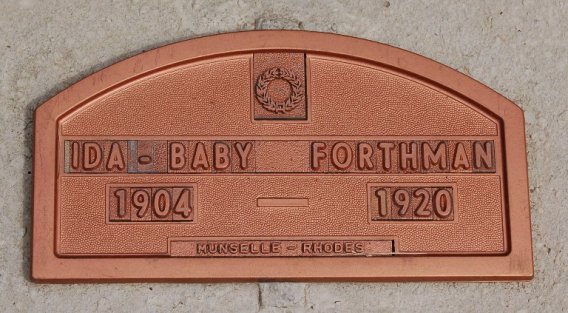 IDA - BABY FORTHMAN
1904 - 1920
MUNSELLE - RHODES